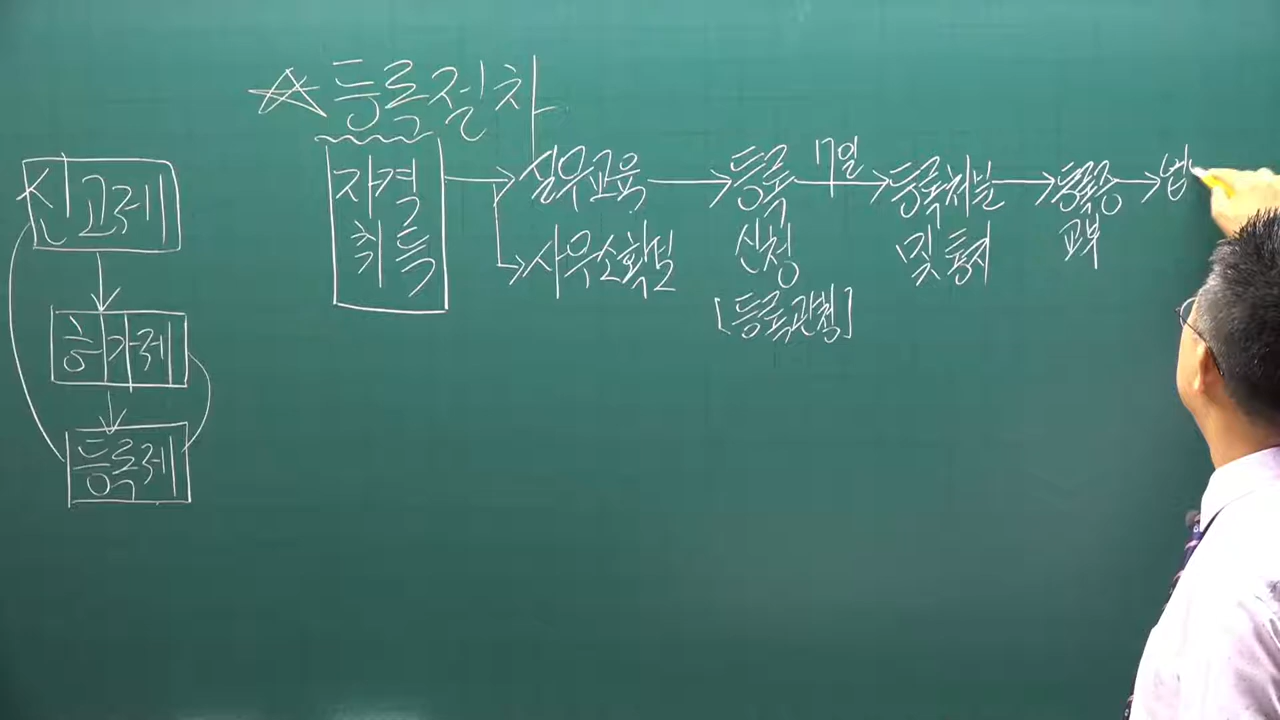 ☆ 등록절차
신고제
허가제
등록제
자격
취득
실무교육
사무소확보
등록
신청
[등록관청]
7일
등록처분
및 통지
등록증
교부